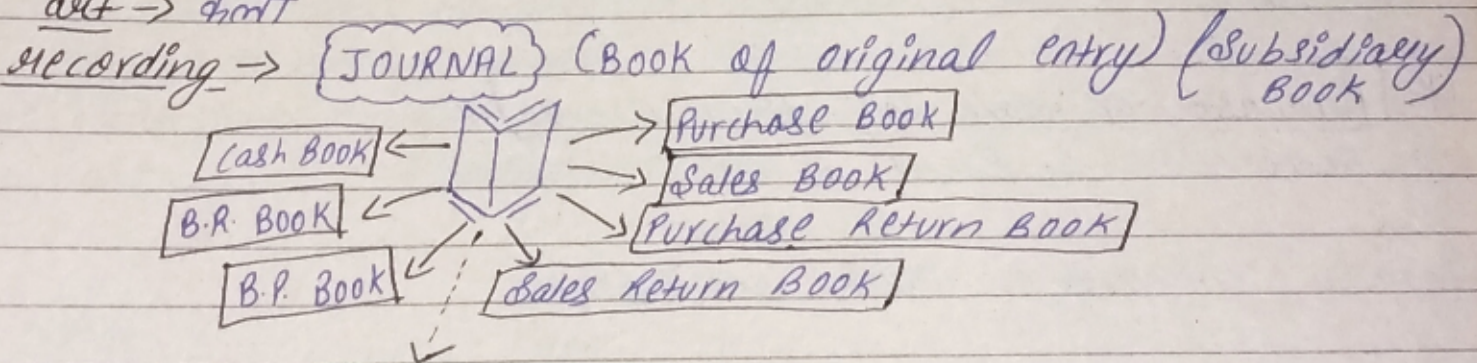 art →
recording → {JOURNAL} (Book of original entry) (Subsidiary Book)
Cash Book
Purchase Book
Sales Book
B.R. Book
Purchase Return Book
B.P. Book
Sales Return Book